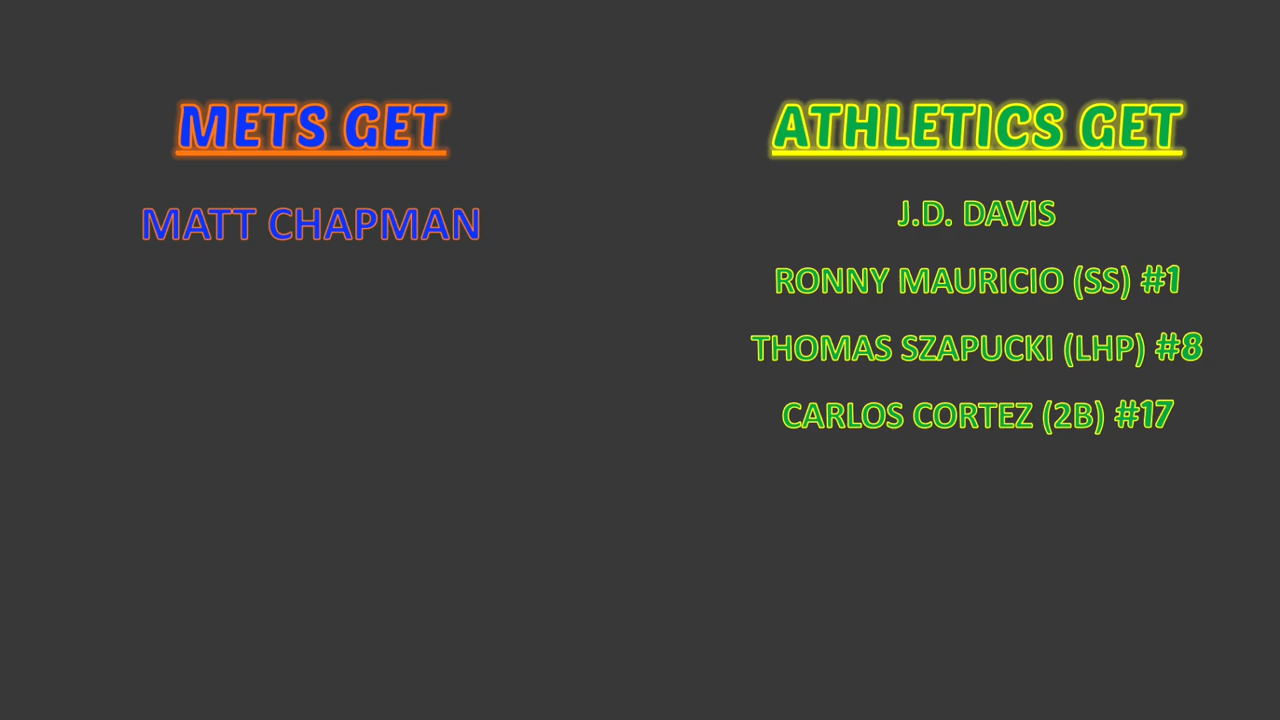 METS GET
MATT CHAPMAN
ATHLETICS GET
J.D. DAVIS
RONNY MAURICIO (SS) #1
THOMAS SZAPUCKI (LHP) #8
CARLOS CORTEZ (2B) #17